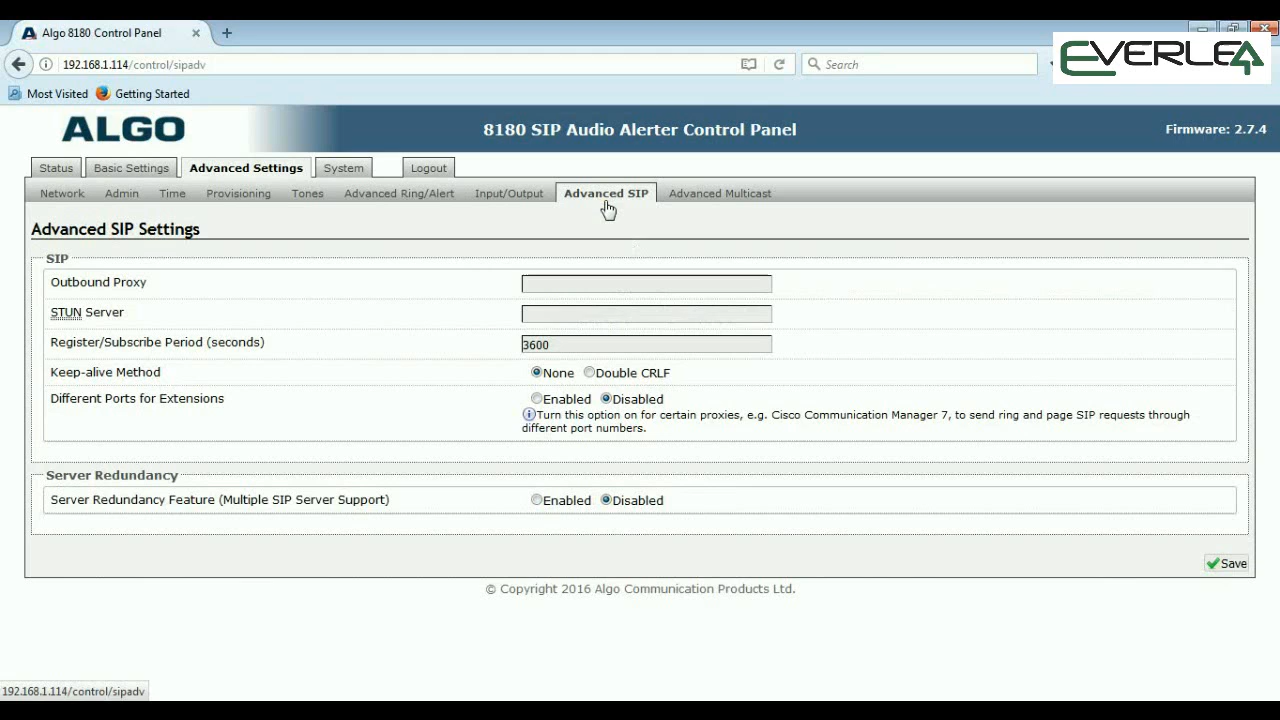 Algo 8180 Control Panel
192.168.1.114/control/sipadv
Search
EVERLEA
Most Visited Getting Started
ALGO
8180 SIP Audio Alerter Control Panel
Firmware: 2.7.4
Status Basic Settings Advanced Settings System Logout
Network Admin Time Provisioning Tones Advanced Ring/Alert Input/Output Advanced SIP Advanced Multicast
Advanced SIP Settings
SIP
Outbound Proxy
STUN Server
Register/Subscribe Period (seconds) 3600
Keep-alive Method None Double CRLF
Different Ports for Extensions Enabled Disabled
Turn this option on for certain proxies, e.g. Cisco Communication Manager 7, to send ring and page SIP requests through
different port numbers.
Server Redundancy
Server Redundancy Feature (Multiple SIP Server Support) Enabled Disabled
Save
© Copyright 2016 Algo Communication Products Ltd.
192.168.1.114/control/sipadv